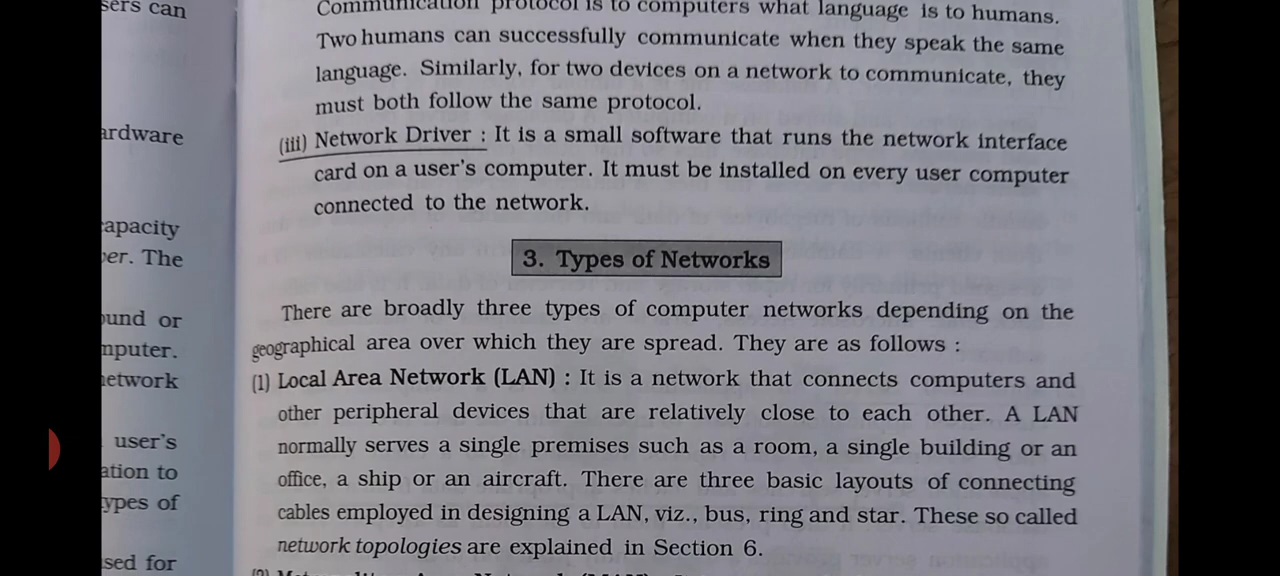 sers can
ardware
apacity
er. The
ound or
mputer.
network
user's
ation to
ypes of
sed for
Communication protocol is to computers what language is to humans.
Two humans can successfully communicate when they speak the same
language. Similarly, for two devices on a network to communicate, they
must both follow the same protocol.
(iii) Network Driver : It is a small software that runs the network interface
card on a user's computer. It must be installed on every user computer
connected to the network.
3. Types of Networks
There are broadly three types of computer networks depending on the
geographical area over which they are spread. They are as follows :
(1) Local Area Network (LAN) : It is a network that connects computers and
other peripheral devices that are relatively close to each other. A LAN
normally serves a single premises such as a room, a single building or an
office, a ship or an aircraft. There are three basic layouts of connecting
cables employed in designing a LAN, viz., bus, ring and star. These so called
network topologies are explained in Section 6.